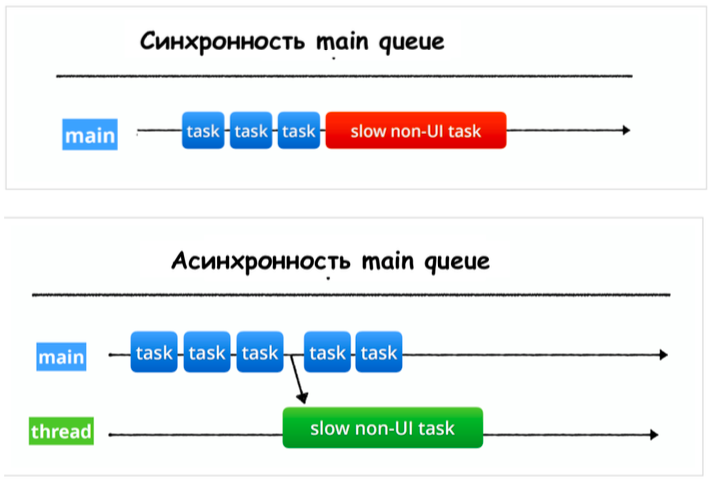 Синхронность main queue
main task task task slow non-UI task
Асинхронность main queue
main task task task task task
thread slow non-UI task